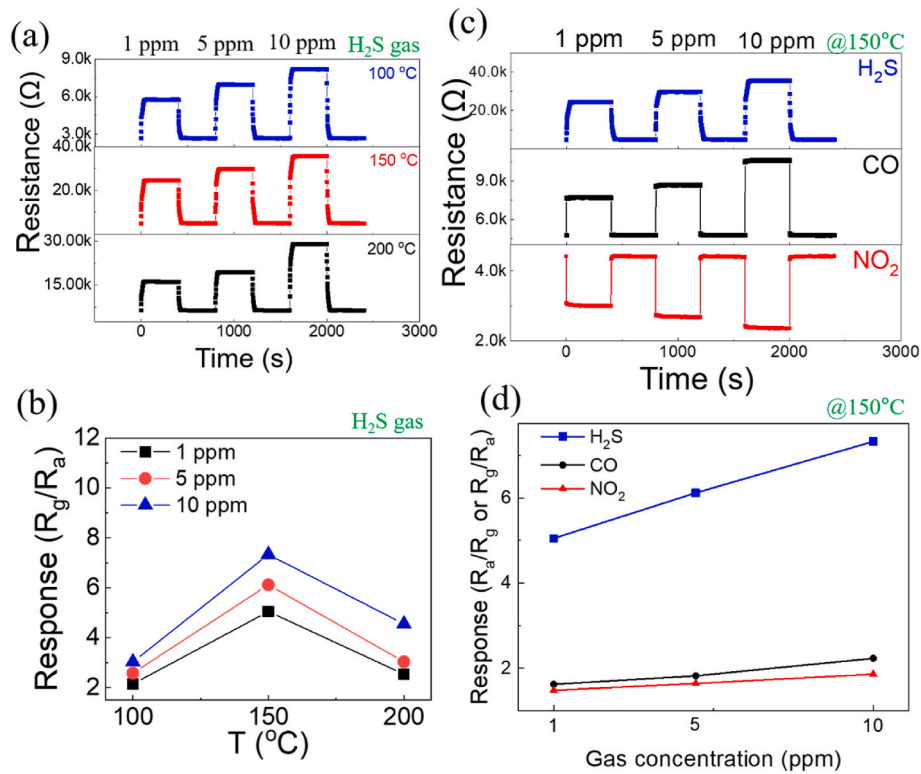 (a)
1 ppm 5 ppm 10 ppm H₂S gas
9.0k
6.0k
3.0k
100 °C
40.0k
20.0k
150 °C
30.00k
15.00k
200 °C
Resistance (Ω)
0 1000 2000 3000
Time (s)
(c)
1 ppm 5 ppm 10 ppm @150°C
40.0k
20.0k
H₂S
9.0k
6.0k
CO
4.0k
2.0k
NO₂
Resistance (Ω)
0 1000 2000 3000
Time (s)
(b)
H₂S gas
12
10
8
6
4
2
1 ppm
5 ppm
10 ppm
Response (Rg/Ra)
100 150 200
T (°C)
(d)
@150°C
H₂S
CO
NO₂
6
4
2
Response (Ra/Rg or Rg/Ra)
1 5 10
Gas concentration (ppm)